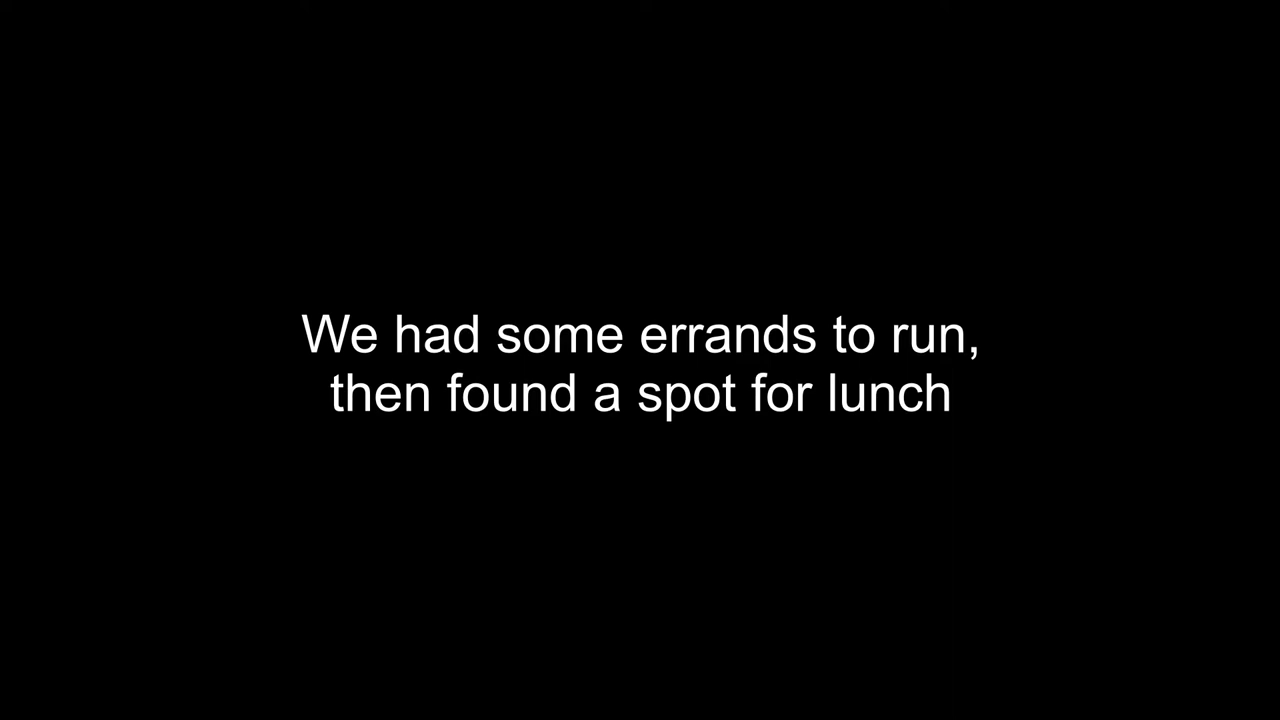 We had some errands to run,
then found a spot for lunch